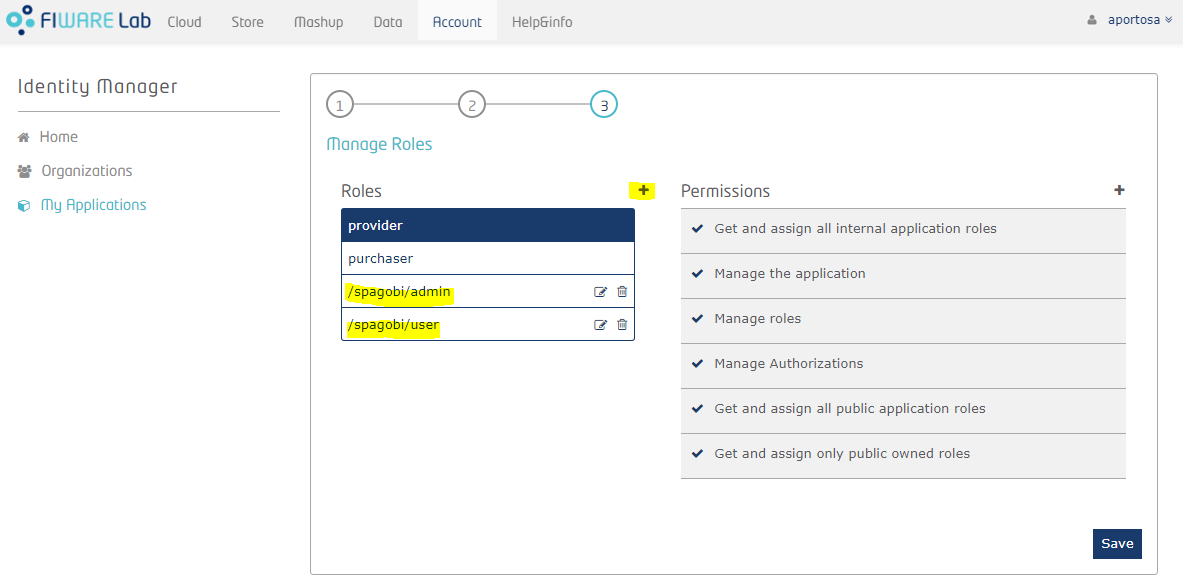 FIWARE Lab Cloud Store Mashup Data Account Help&info aportosa
Identity Manager
Home
Organizations
My Applications
1 2 3
Manage Roles
Roles +
provider
purchaser
/spagobi/admin
/spagobi/user
Permissions +
Get and assign all internal application roles
Manage the application
Manage roles
Manage Authorizations
Get and assign all public application roles
Get and assign only public owned roles
Save